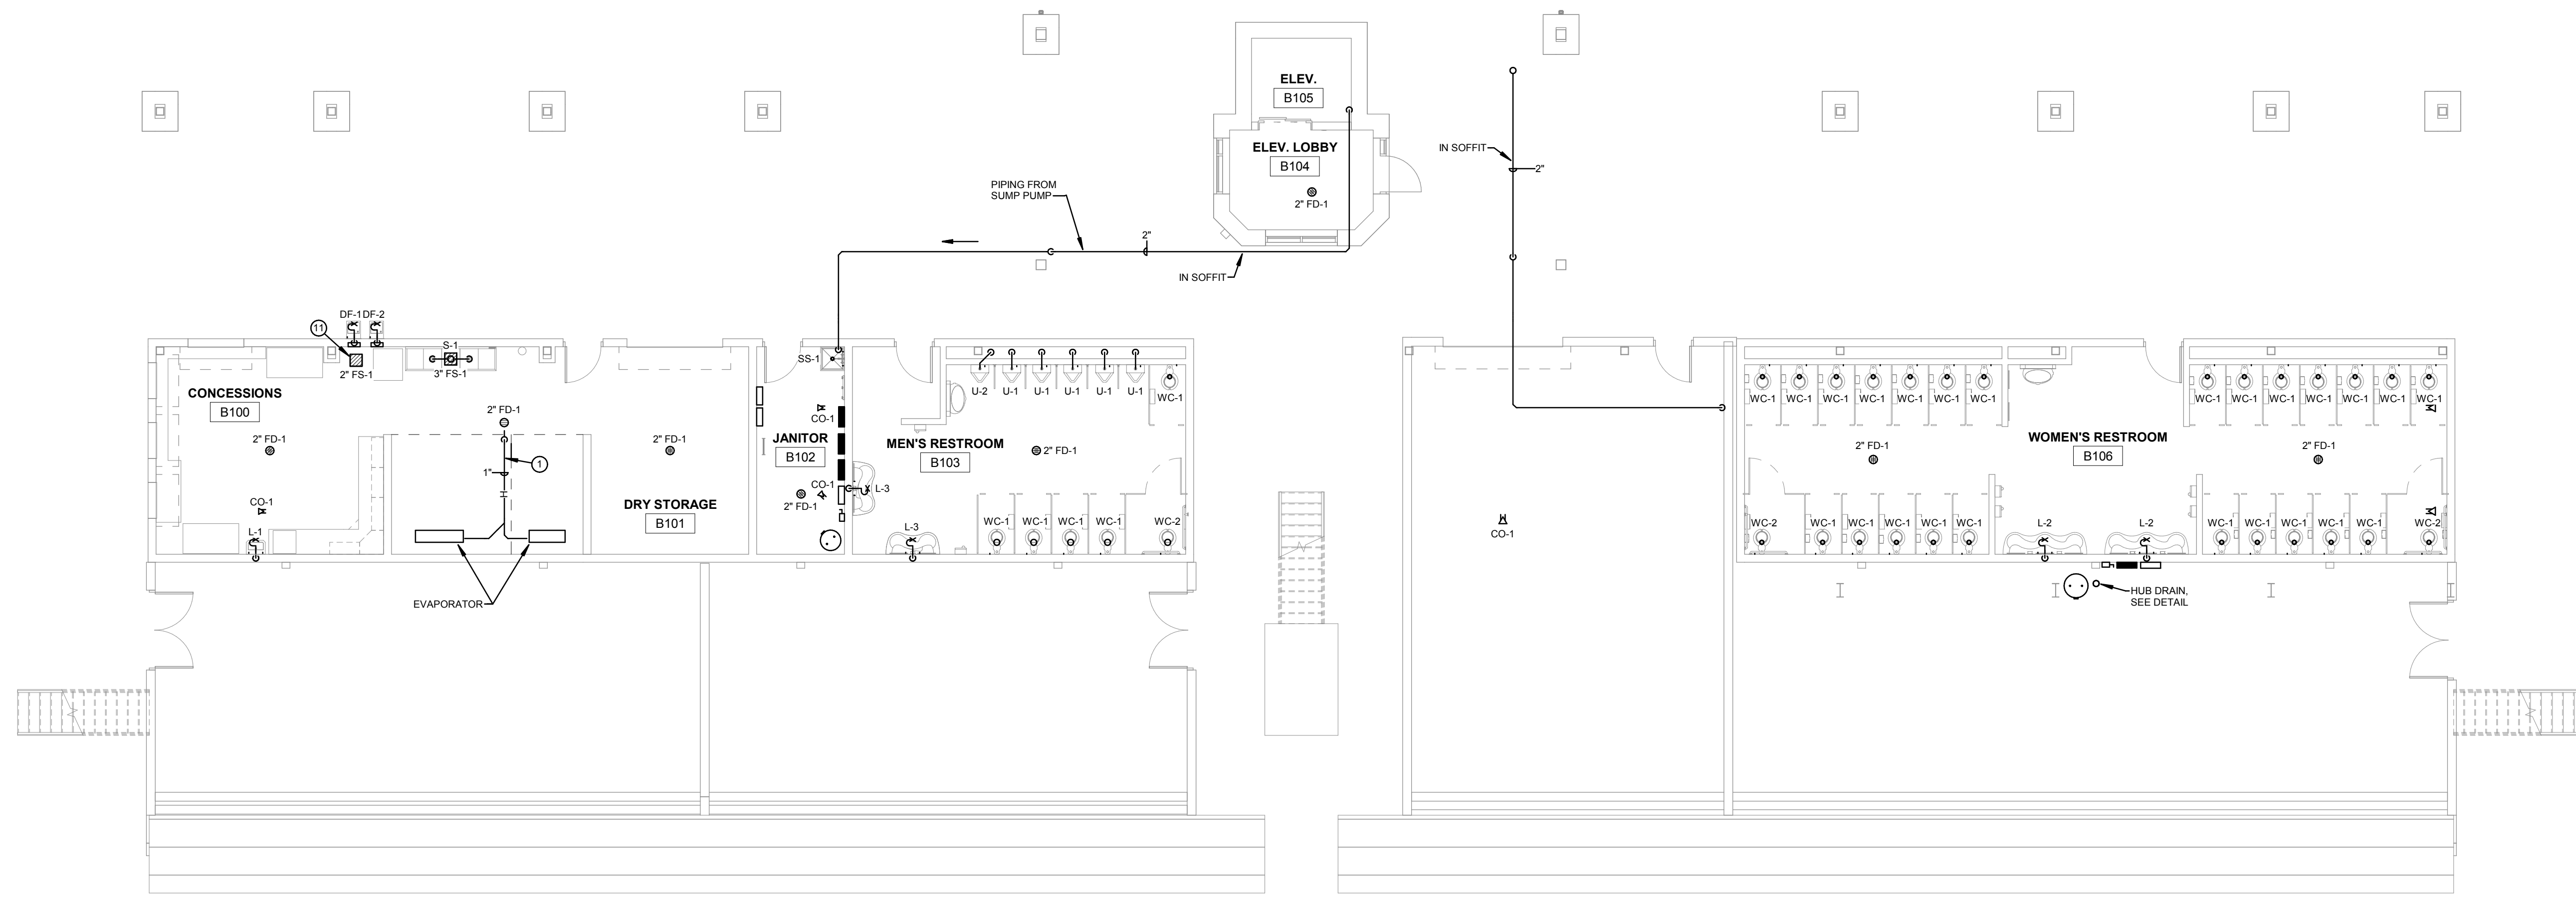 ELEV.
B105
ELEV. LOBBY
B104
2" FD-1
IN SOFFIT
2"
PIPING FROM
SUMP PUMP
2"
IN SOFFIT
DF-1 DF-2
11
2" FS-1
S-1
3" FS-1
CONCESSIONS
B100
2" FD-1
2" FD-1
1
1"
CO-1
L-1
EVAPORATOR
2" FD-1
DRY STORAGE
B101
SS-1
CO-1
JANITOR
B102
CO-1
2" FD-1
U-2 U-1 U-1 U-1 U-1 U-1
WC-1
MEN'S RESTROOM
B103
2" FD-1
L-3
L-3
WC-1 WC-1 WC-1 WC-1 WC-2
CO-1
WC-1 WC-1 WC-1 WC-1 WC-1 WC-1 WC-1
WC-1 WC-1 WC-1 WC-1 WC-1 WC-1 WC-1
2" FD-1
WOMEN'S RESTROOM
B106
2" FD-1
WC-2 WC-1 WC-1 WC-1 WC-1 WC-1
L-2 L-2
WC-1 WC-1 WC-1 WC-1 WC-1 WC-2
HUB DRAIN,
SEE DETAIL